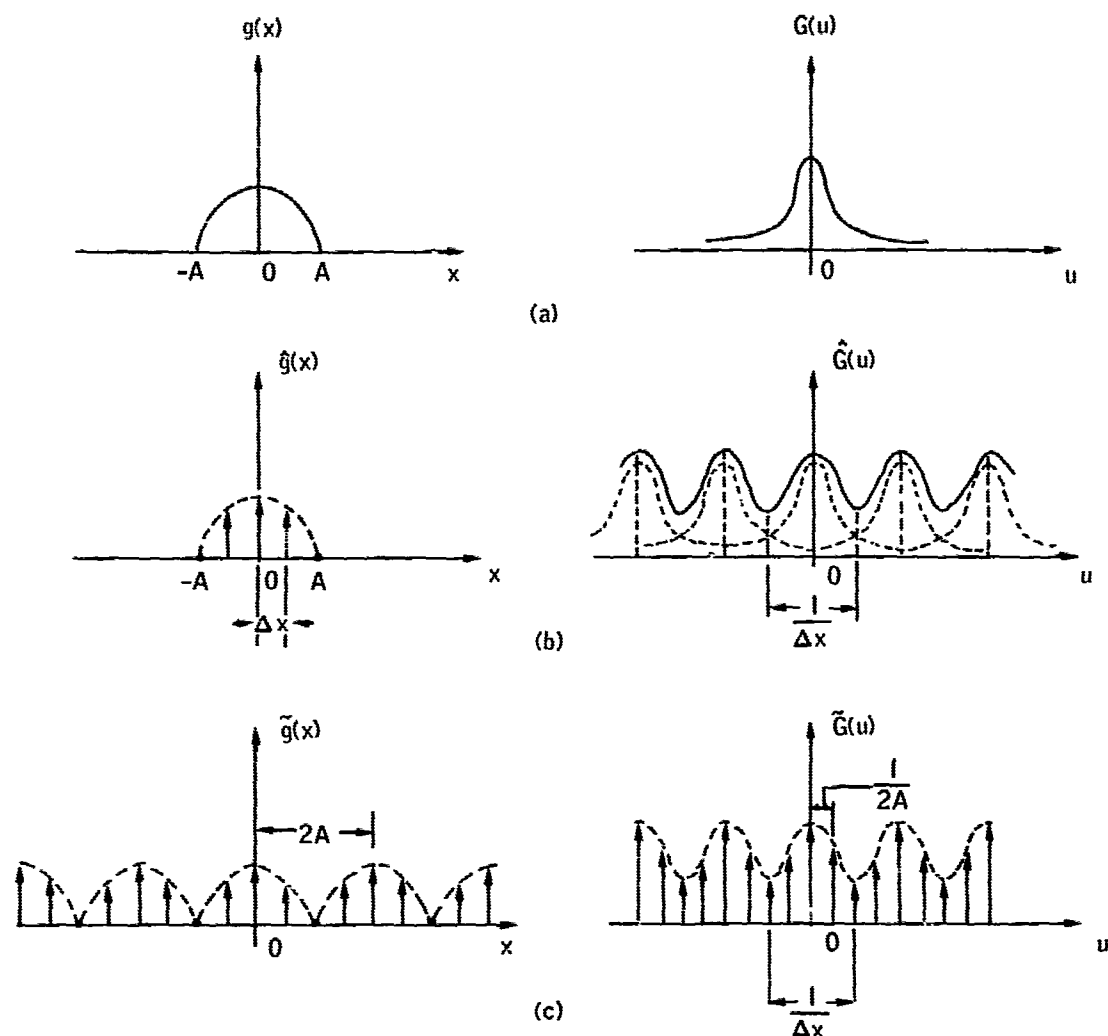 g(x)
G(u)
-A 0 A x
0 u
(a)
ĝ(x)
Ĝ(u)
-A 0 A x
0 u
Δx
1/Δx
(b)
g̃(x)
G̃(u)
1/2A
2A
0 x
0 u
1/Δx
(c)